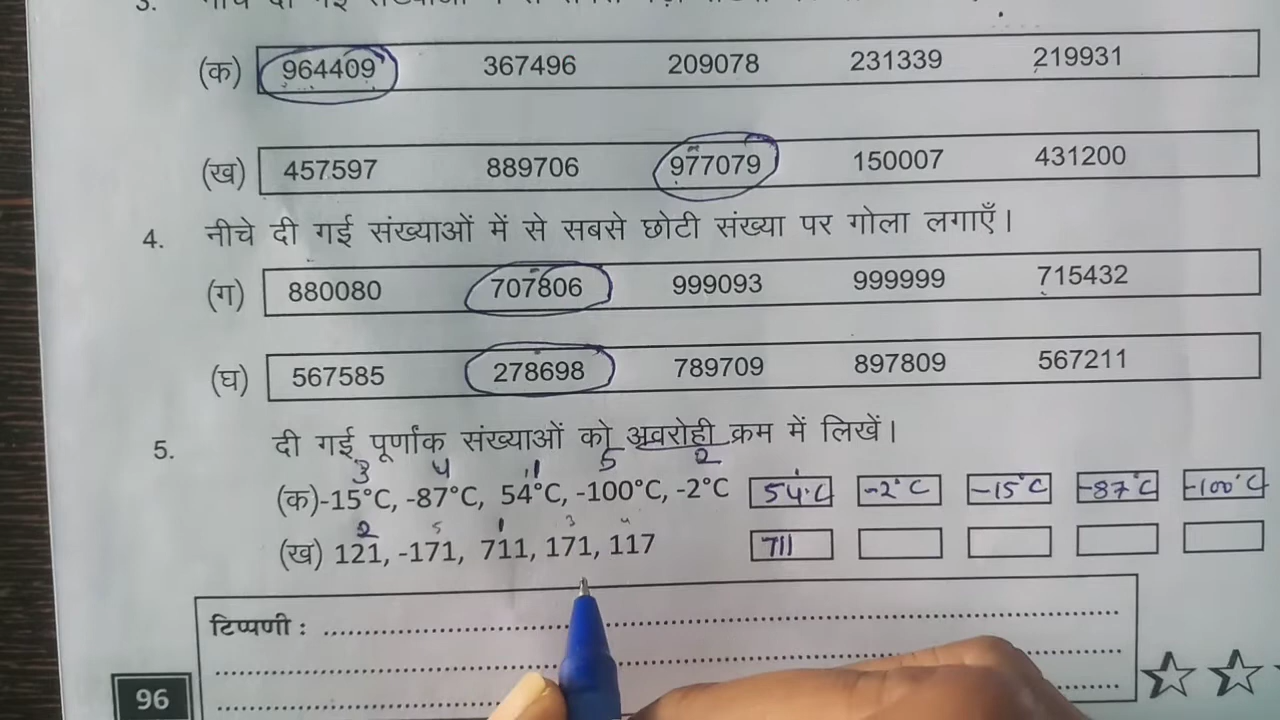 3. नीचे दी गई संख्याओं में से
(क) 964409 367496 209078 231339 219931
(ख) 457597 889706 977079 150007 431200
4. नीचे दी गई संख्याओं में से सबसे छोटी संख्या पर गोला लगाएँ।
(ग) 880080 707806 999093 999999 715432
(घ) 567585 278698 789709 897809 567211
5. दी गई पूर्णांक संख्याओं को अवरोही क्रम में लिखें।
3 4 1 5 2
(क) -15°C, -87°C, 54°C, -100°C, -2°C 54°C -2°C -15°C -87°C -100°C
2 5 1 3 4
(ख) 121, -171, 711, 171, 117 711
टिप्पणी :
96